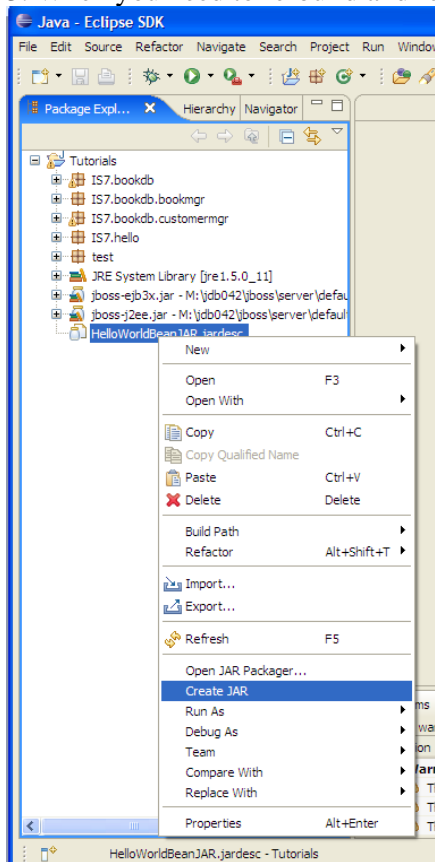 Java - Eclipse SDK
File Edit Source Refactor Navigate Search Project Run Window
Package Expl... Hierarchy Navigator
Tutorials
IS7.bookdb
IS7.bookdb.bookmgr
IS7.bookdb.customermgr
IS7.hello
test
JRE System Library [jre1.5.0_11]
jboss-ejb3x.jar - M:\jdb042\jboss\server\defau
jboss-j2ee.jar - M:\jdb042\jboss\server\default
HelloWorldBeanJAR.jardesc
New
Open F3
Open With
Copy Ctrl+C
Copy Qualified Name
Paste Ctrl+V
Delete Delete
Build Path
Refactor Alt+Shift+T
Import...
Export...
Refresh F5
Open JAR Packager...
Create JAR
Run As
Debug As
Team
Compare With
Replace With
Properties Alt+Enter
HelloWorldBeanJAR.jardesc - Tutorials